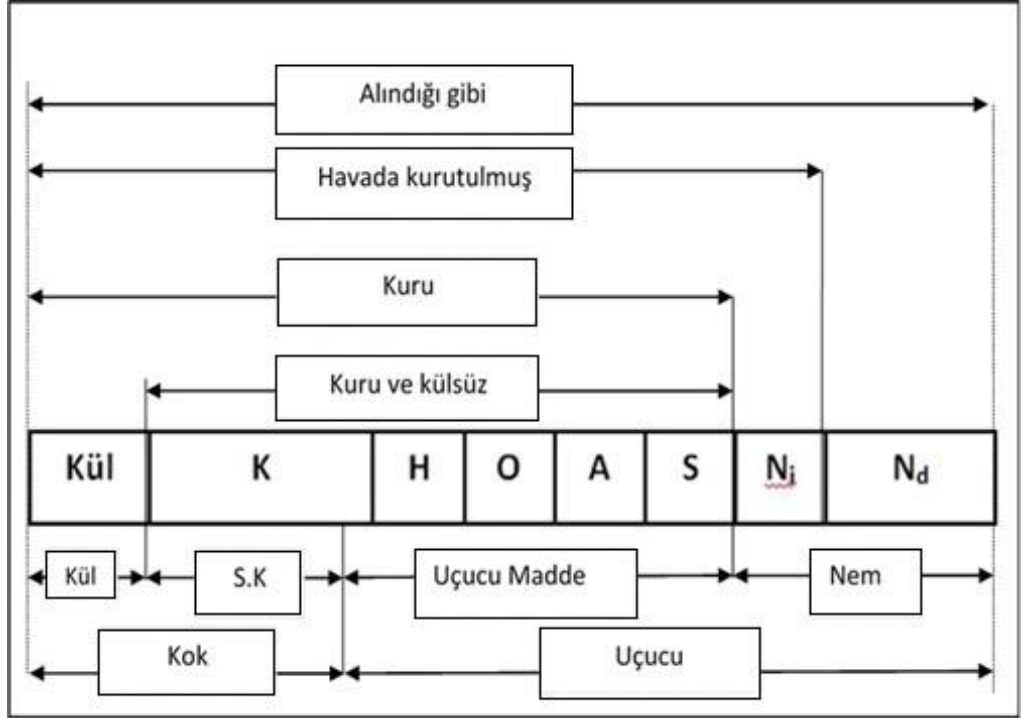 Alındığı gibi
Havada kurutulmuş
Kuru
Kuru ve külsüz
Kül K H O A S Ni Nd
Kül S.K Uçucu Madde Nem
Kok Uçucu